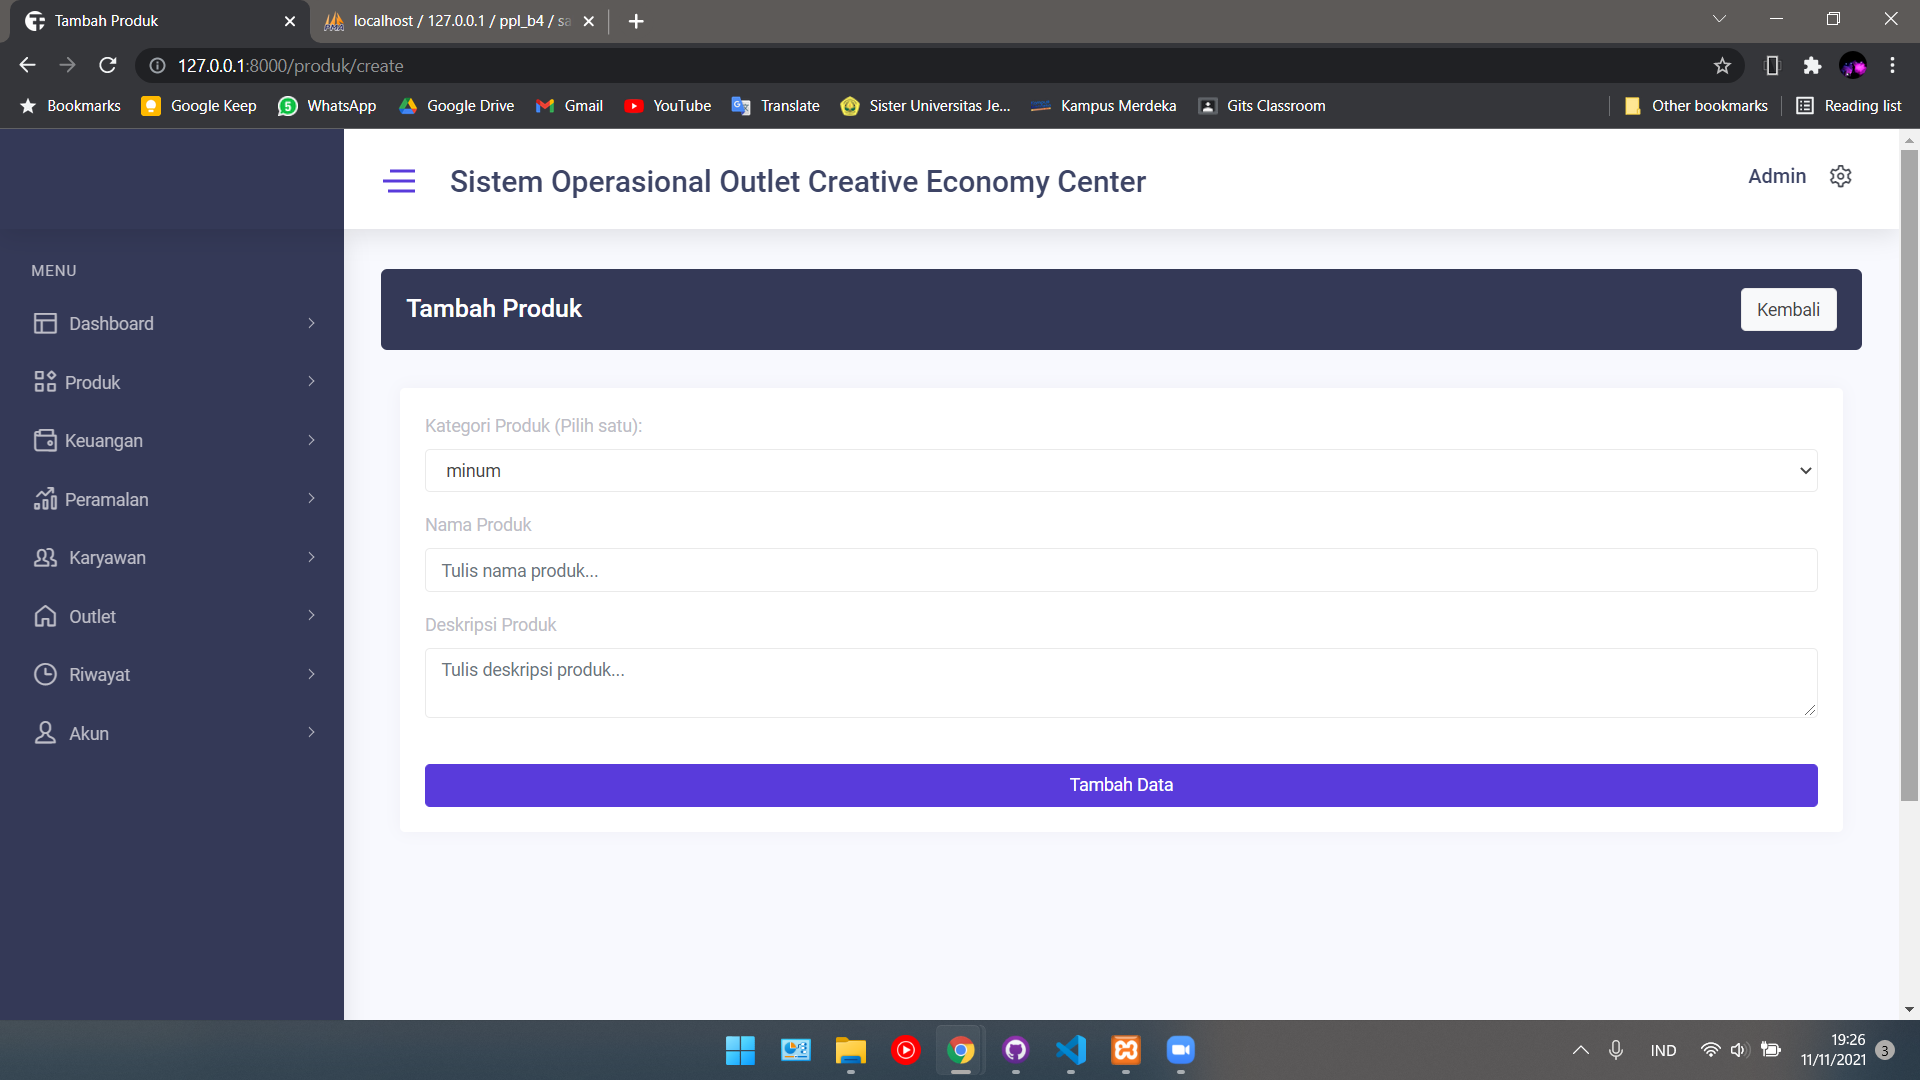 Tambah Produk
localhost / 127.0.0.1 / ppl_b4 / sa
127.0.0.1:8000/produk/create
Bookmarks
Google Keep
WhatsApp
Google Drive
Gmail
YouTube
Translate
Sister Universitas Je...
Kampus Merdeka
Gits Classroom
Other bookmarks
Reading list
Sistem Operasional Outlet Creative Economy Center
Admin
MENU
Dashboard
Produk
Keuangan
Peramalan
Karyawan
Outlet
Riwayat
Akun
Tambah Produk
Kembali
Kategori Produk (Pilih satu):
minum
Nama Produk
Tulis nama produk...
Deskripsi Produk
Tulis deskripsi produk...
Tambah Data
IND
19:26
11/11/2021
3